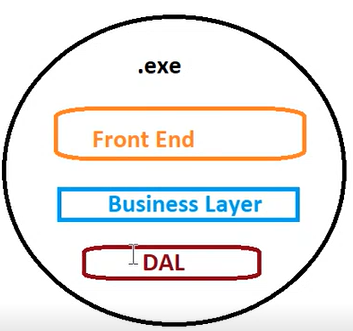 .exe
Front End
Business Layer
DAL